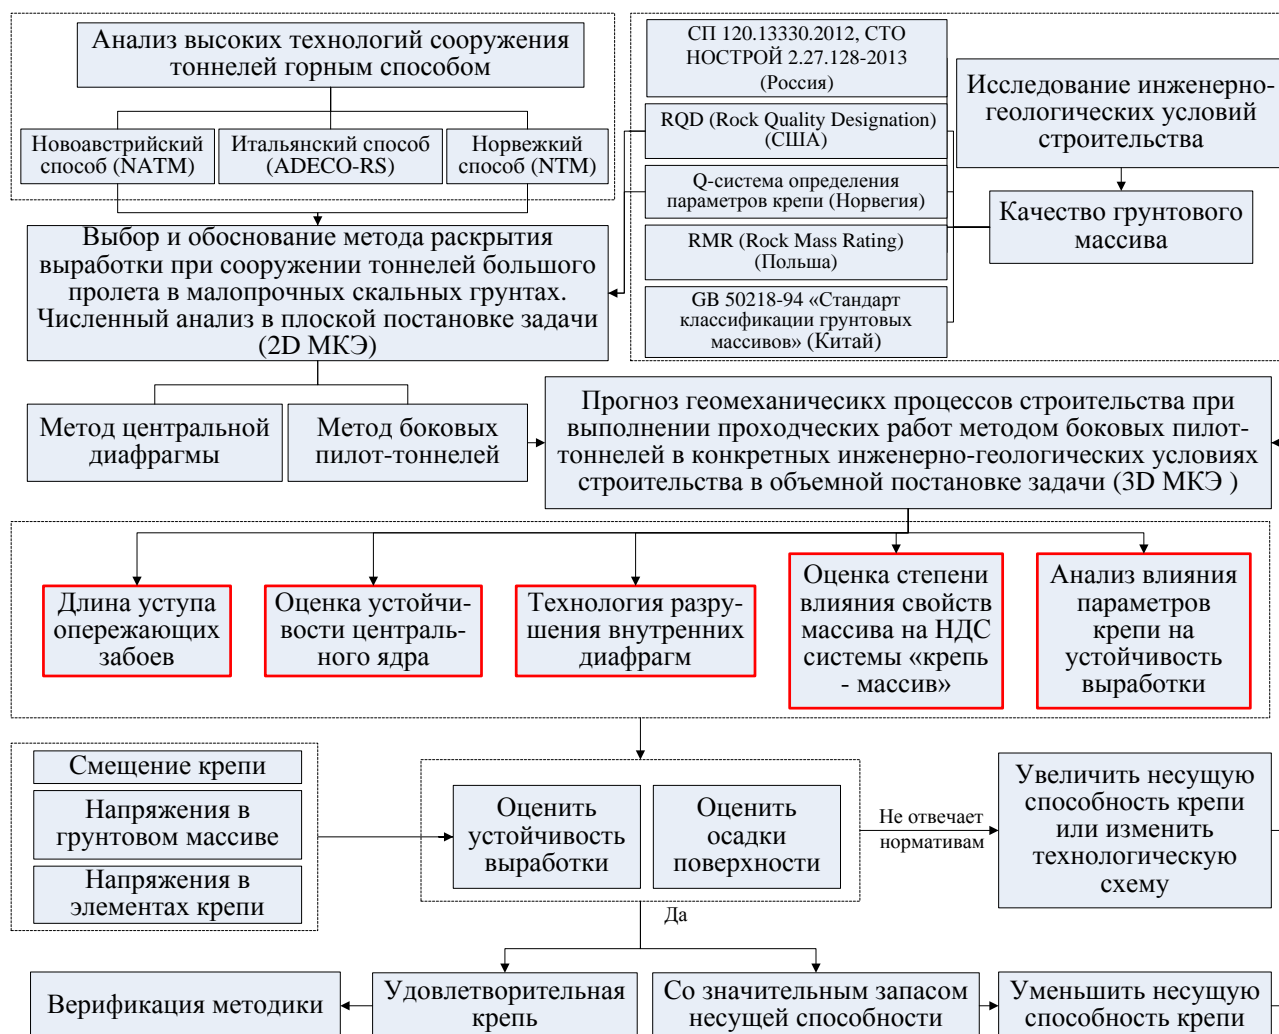 Анализ высоких технологий сооружения
тоннелей горным способом
Новоавстрийский
способ (NATM)
Итальянский способ
(ADECO-RS)
Норвежкий
способ (NTM)
СП 120.13330.2012, СТО
НОСТРОЙ 2.27.128-2013
(Россия)
RQD (Rock Quality Designation)
(США)
Q-система определения
параметров крепи (Норвегия)
RMR (Rock Mass Rating)
(Польша)
GB 50218-94 «Стандарт
классификации грунтовых
массивов» (Китай)
Исследование инженерно-
геологических условий
строительства
Качество грунтового
массива
Выбор и обоснование метода раскрытия
выработки при сооружении тоннелей большого
пролета в малопрочных скальных грунтах.
Численный анализ в плоской постановке задачи
(2D МКЭ)
Метод центральной
диафрагмы
Метод боковых
пилот-тоннелей
Прогноз геомеханичесикх процессов строительства при
выполнении проходческих работ методом боковых пилот-
тоннелей в конкретных инженерно-геологических условиях
строительства в объемной постановке задачи (3D МКЭ )
Длина уступа
опережающих
забоев
Оценка устойчи-
вости централь-
ного ядра
Технология разру-
шения внутренних
диафрагм
Оценка степени
влияния свойств
массива на НДС
системы «крепь
- массив»
Анализ влияния
параметров
крепи на
устойчивость
выработки
Смещение крепи
Напряжения в
грунтовом массиве
Напряжения в
элементах крепи
Оценить
устойчивость
выработки
Оценить
осадки
поверхности
Не отвечает
нормативам
Увеличить несущую
способность крепи
или изменить
технологическую
схему
Да
Верификация методики
Удовлетворительная
крепь
Со значительным запасом
несущей способности
Уменьшить несущую
способность крепи